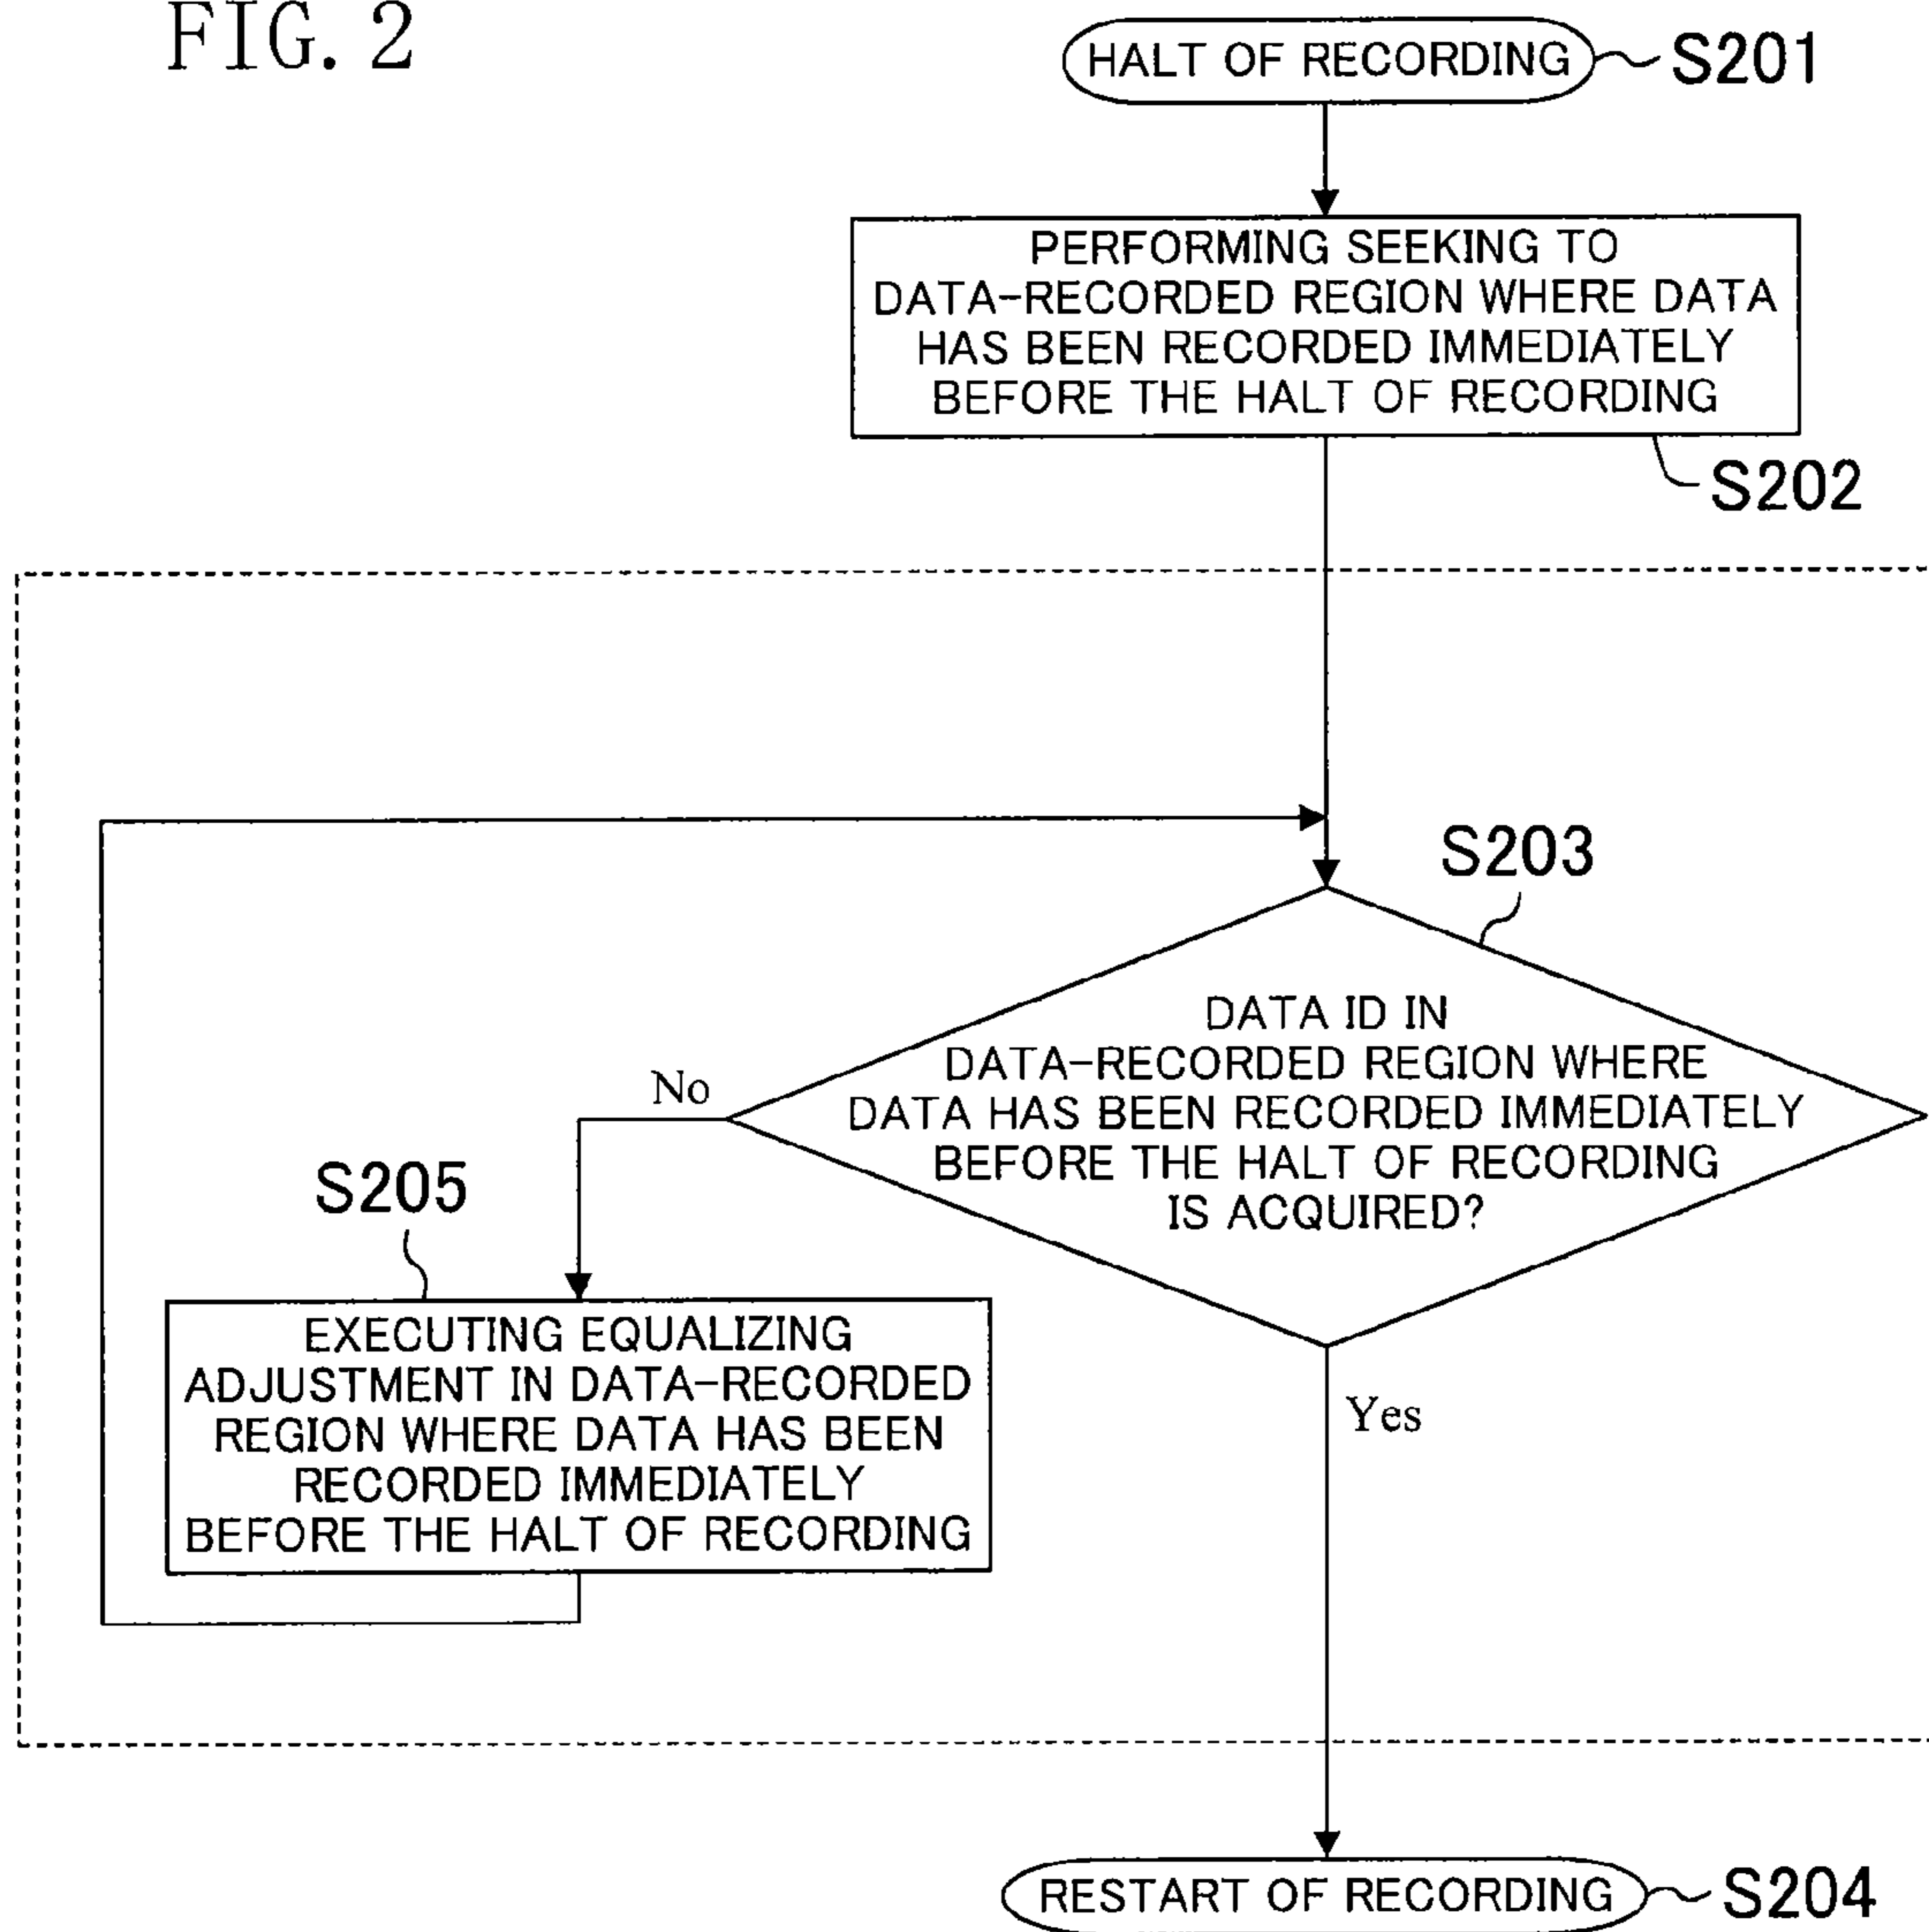 FIG. 2
HALT OF RECORDING
S201
PERFORMING SEEKING TO
DATA-RECORDED REGION WHERE DATA
HAS BEEN RECORDED IMMEDIATELY
BEFORE THE HALT OF RECORDING
S202
S203
DATA ID IN
DATA-RECORDED REGION WHERE
DATA HAS BEEN RECORDED IMMEDIATELY
BEFORE THE HALT OF RECORDING
IS ACQUIRED?
No
S205
EXECUTING EQUALIZING
ADJUSTMENT IN DATA-RECORDED
REGION WHERE DATA HAS BEEN
RECORDED IMMEDIATELY
BEFORE THE HALT OF RECORDING
Yes
RESTART OF RECORDING
S204